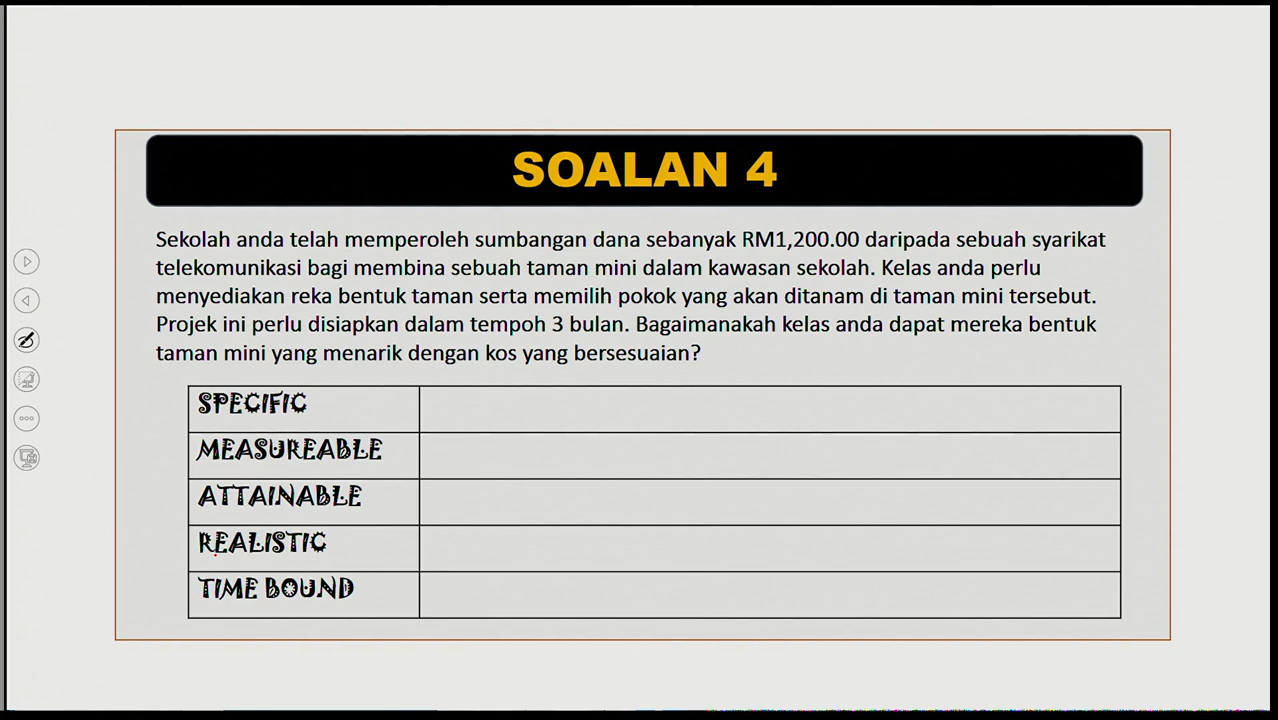 SOALAN 4
Sekolah anda telah memperoleh sumbangan dana sebanyak RM1,200.00 daripada sebuah syarikat
telekomunikasi bagi membina sebuah taman mini dalam kawasan sekolah. Kelas anda perlu
menyediakan reka bentuk taman serta memilih pokok yang akan ditanam di taman mini tersebut.
Projek ini perlu disiapkan dalam tempoh 3 bulan. Bagaimanakah kelas anda dapat mereka bentuk
taman mini yang menarik dengan kos yang bersesuaian?
SPECIFIC
MEASUREABLE
ATTAINABLE
REALISTIC
TIME BOUND